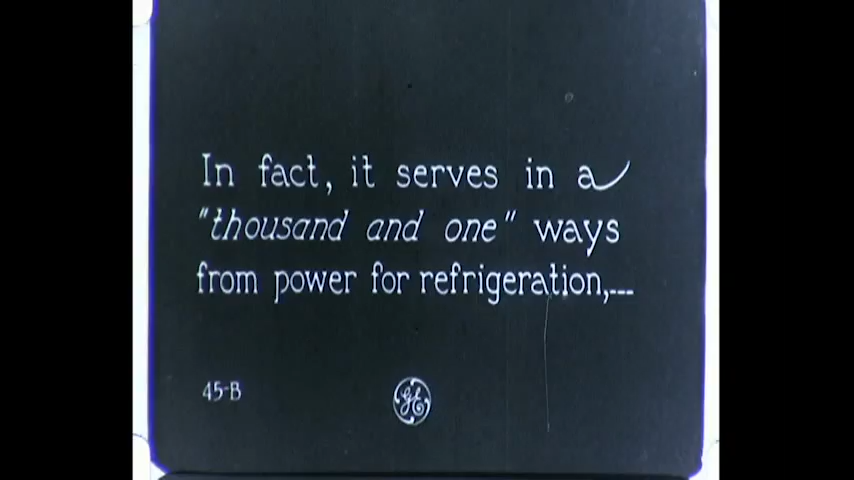 In fact, it serves in a
"thousand and one" ways
from power for refrigeration,---
45-B
GE